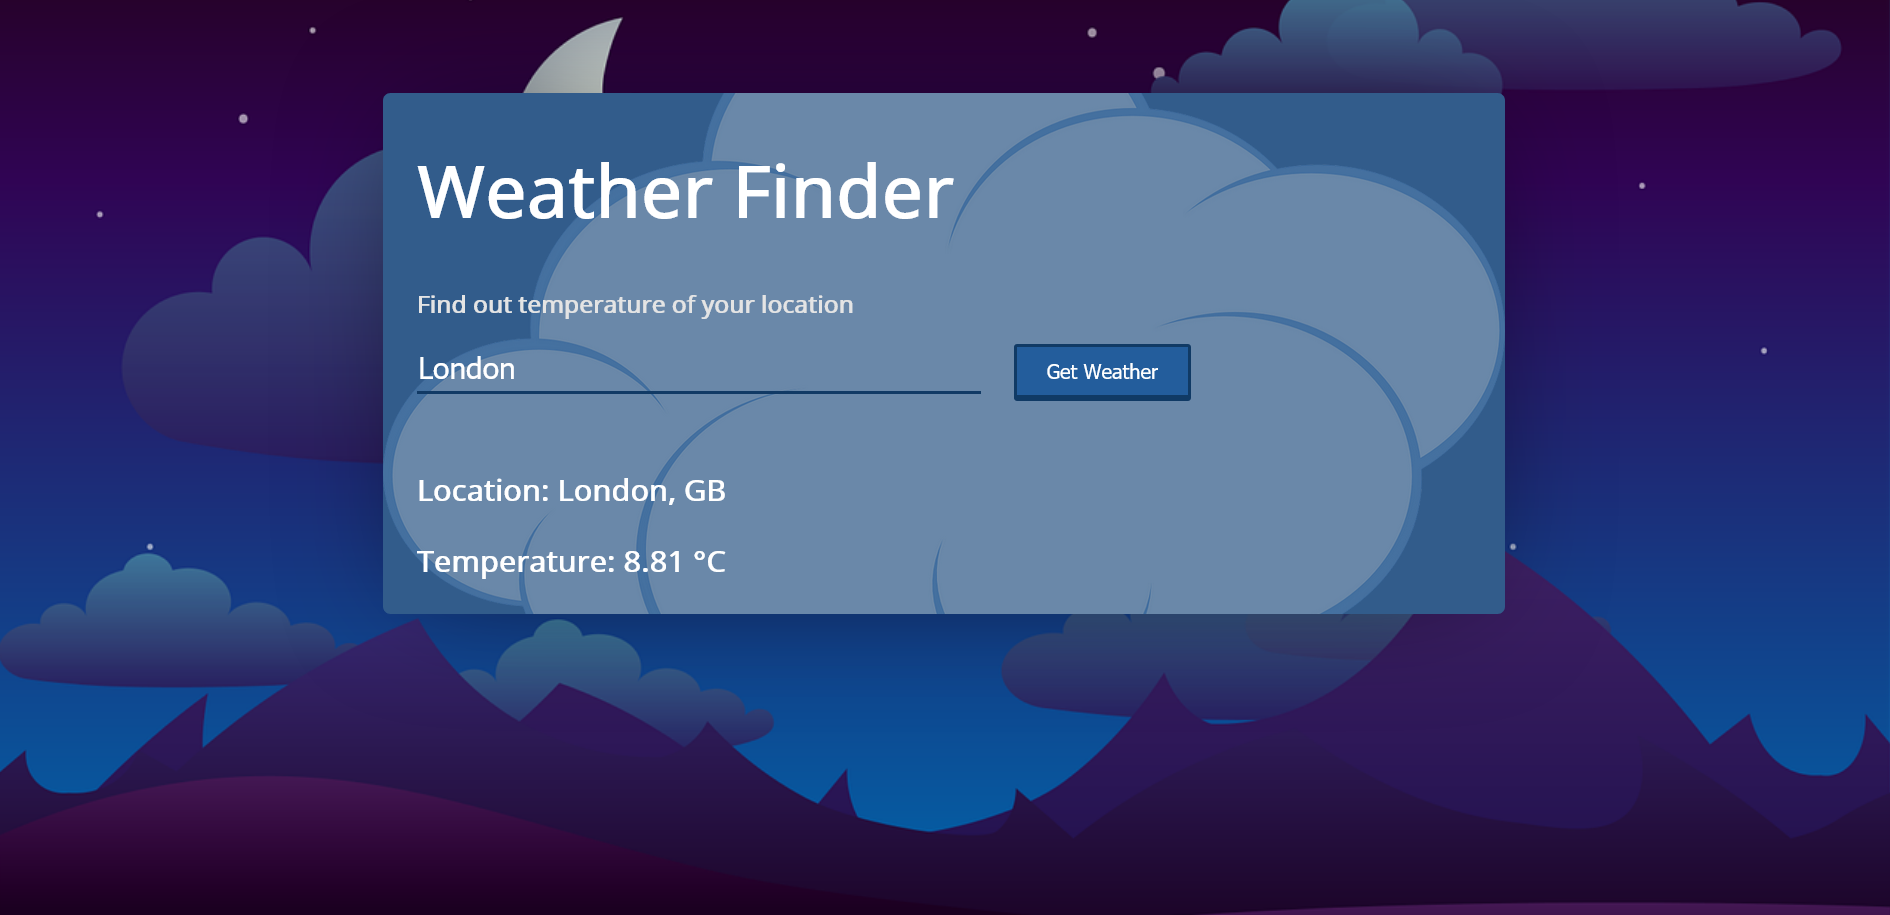 Weather Finder
Find out temperature of your location
London
Get Weather
Location: London, GB
Temperature: 8.81 °C